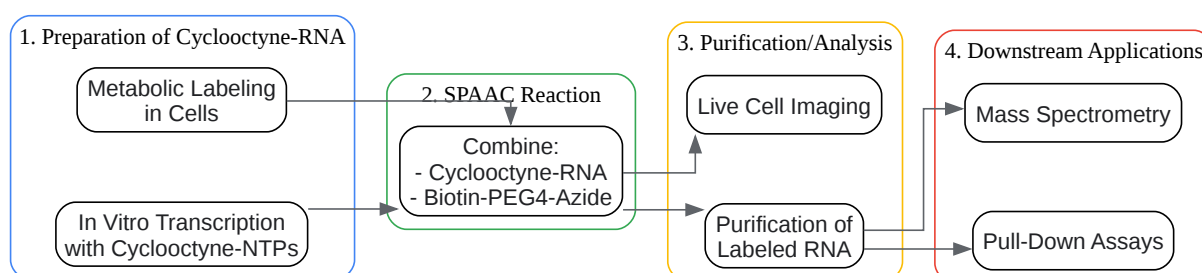 1. Preparation of Cyclooctyne-RNA
Metabolic Labeling
in Cells
In Vitro Transcription
with Cyclooctyne-NTPs
2. SPAAC Reaction
Combine:
- Cyclooctyne-RNA
- Biotin-PEG4-Azide
3. Purification/Analysis
Live Cell Imaging
Purification of
Labeled RNA
4. Downstream Applications
Mass Spectrometry
Pull-Down Assays